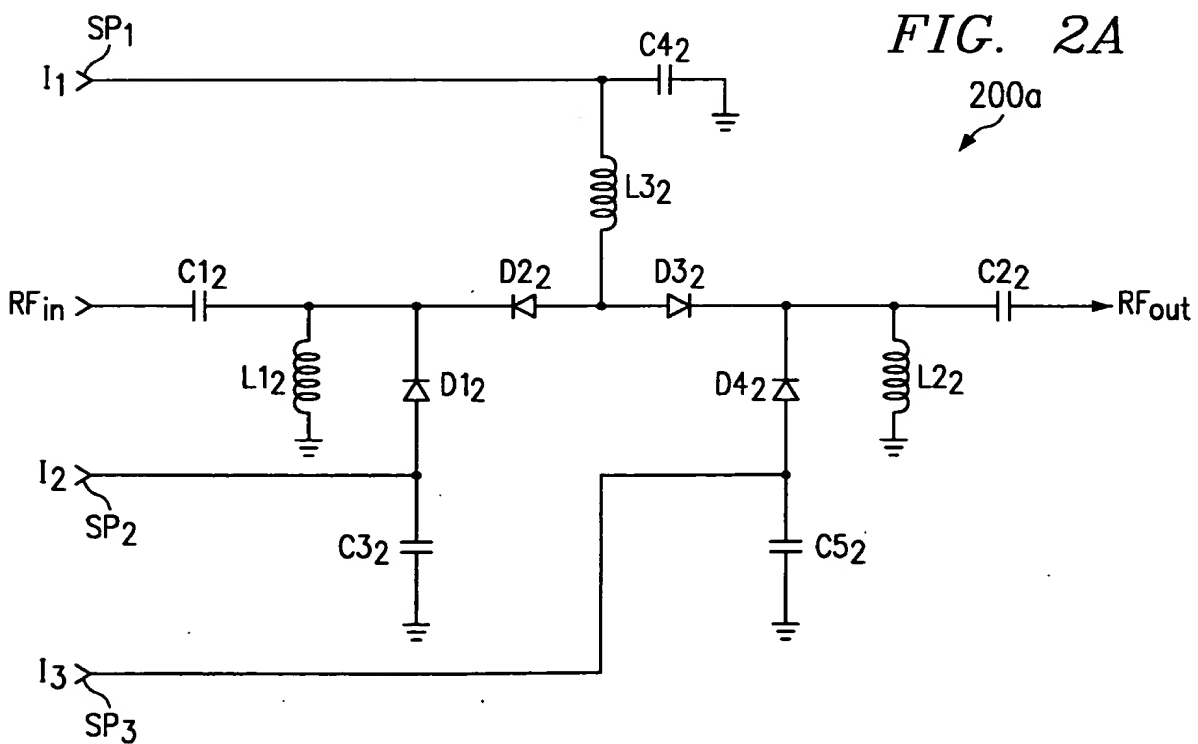 SP1
I1
C42
FIG. 2A
200a
L32
RFin
C12
D22
D32
C22
RFout
L12
D12
D42
L22
I2
SP2
C32
C52
I3
SP3